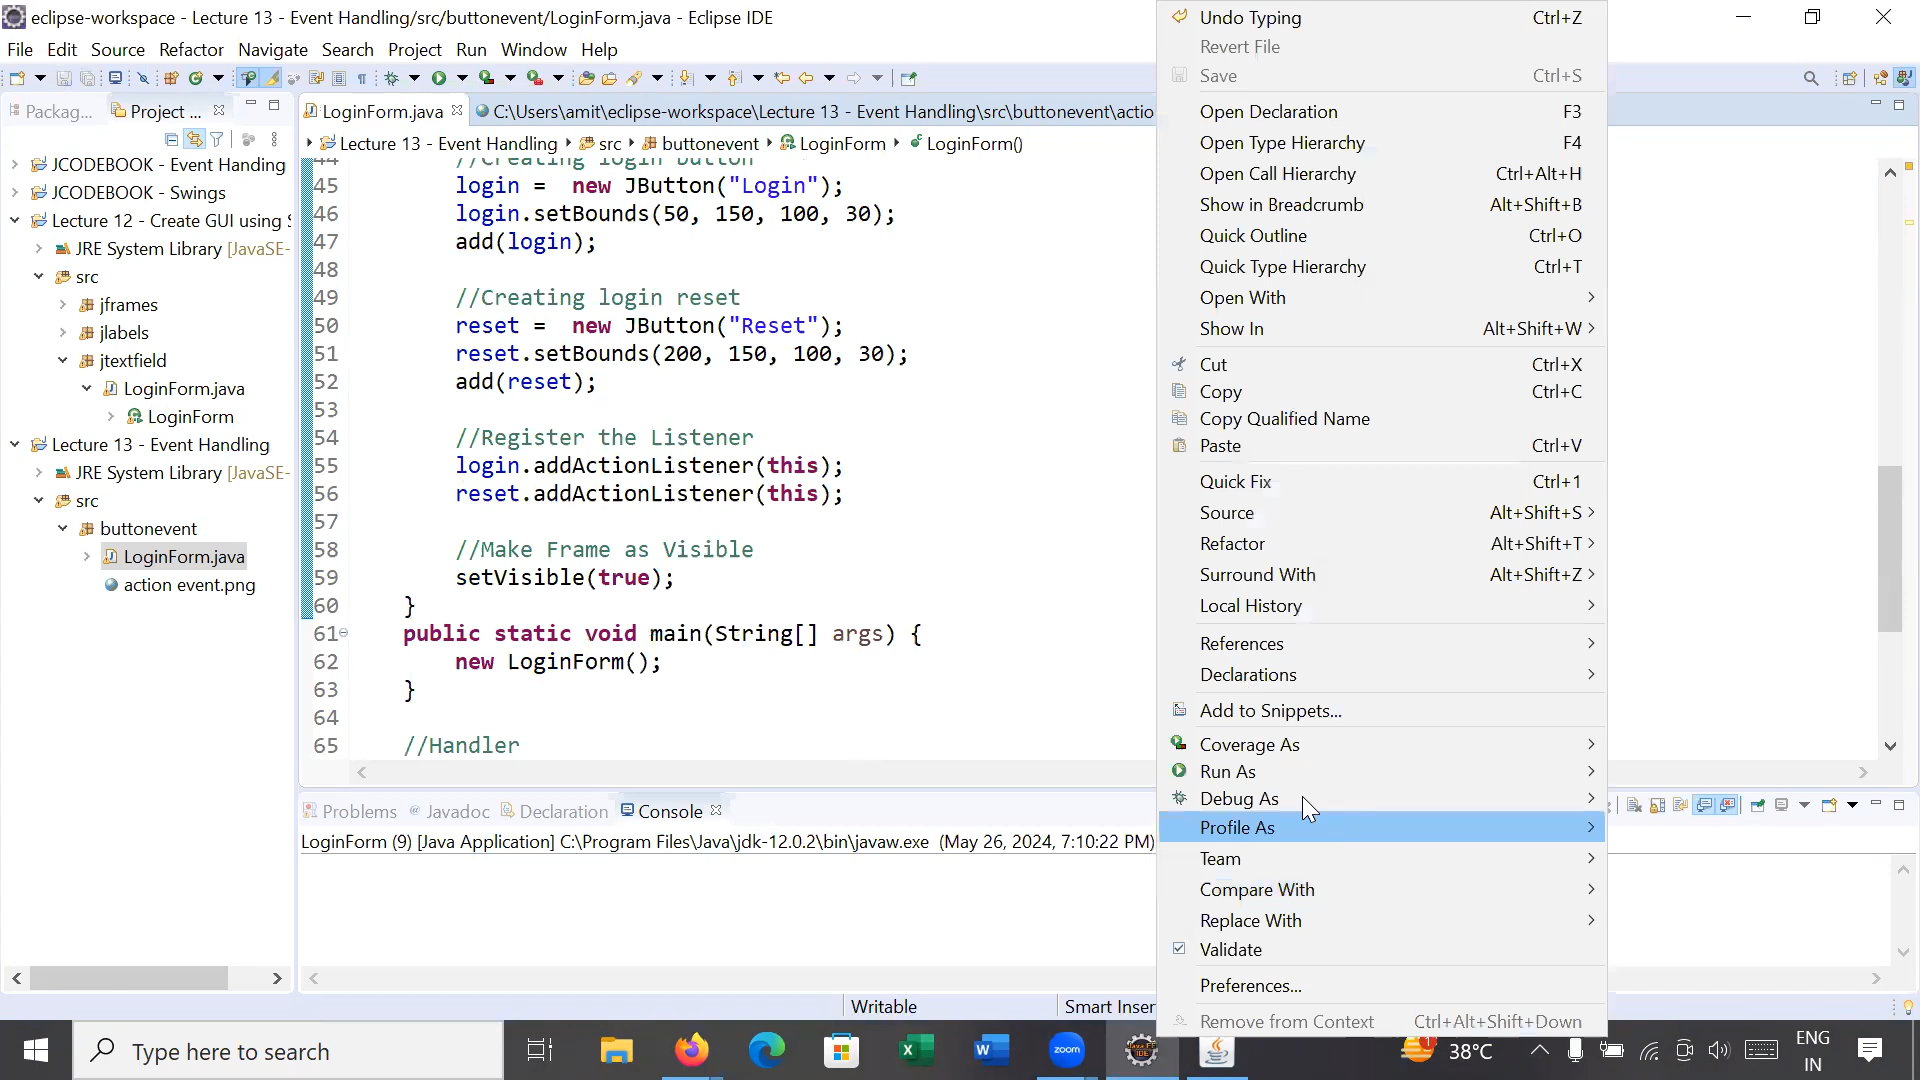 eclipse-workspace - Lecture 13 - Event Handling/src/buttonevent/LoginForm.java - Eclipse IDE
File Edit Source Refactor Navigate Search Project Run Window Help
Packag... Project ...
JCODEBOOK - Event Handing
JCODEBOOK - Swings
Lecture 12 - Create GUI using S
JRE System Library [JavaSE-
src
jframes
jlabels
jtextfield
LoginForm.java
LoginForm
Lecture 13 - Event Handling
JRE System Library [JavaSE-
src
buttonevent
LoginForm.java
action event.png
LoginForm.java C:\Users\amit\eclipse-workspace\Lecture 13 - Event Handling\src\buttonevent\actio
Lecture 13 - Event Handling src buttonevent LoginForm LoginForm()
44 //Creating login button
45 login = new JButton("Login");
46 login.setBounds(50, 150, 100, 30);
47 add(login);
48
49 //Creating login reset
50 reset = new JButton("Reset");
51 reset.setBounds(200, 150, 100, 30);
52 add(reset);
53
54 //Register the Listener
55 login.addActionListener(this);
56 reset.addActionListener(this);
57
58 //Make Frame as Visible
59 setVisible(true);
60 }
61 public static void main(String[] args) {
62 new LoginForm();
63 }
64
65 //Handler
Problems @ Javadoc Declaration Console
LoginForm (9) [Java Application] C:\Program Files\Java\jdk-12.0.2\bin\javaw.exe (May 26, 2024, 7:10:22 PM)
Writable Smart Inser
Undo Typing Ctrl+Z
Revert File
Save Ctrl+S
Open Declaration F3
Open Type Hierarchy F4
Open Call Hierarchy Ctrl+Alt+H
Show in Breadcrumb Alt+Shift+B
Quick Outline Ctrl+O
Quick Type Hierarchy Ctrl+T
Open With
Show In Alt+Shift+W
Cut Ctrl+X
Copy Ctrl+C
Copy Qualified Name
Paste Ctrl+V
Quick Fix Ctrl+1
Source Alt+Shift+S
Refactor Alt+Shift+T
Surround With Alt+Shift+Z
Local History
References
Declarations
Add to Snippets...
Coverage As
Run As
Debug As
Profile As
Team
Compare With
Replace With
Validate
Preferences...
Remove from Context Ctrl+Alt+Shift+Down
Type here to search
zoom
Java EE
IDE
1
38°C
ENG
IN